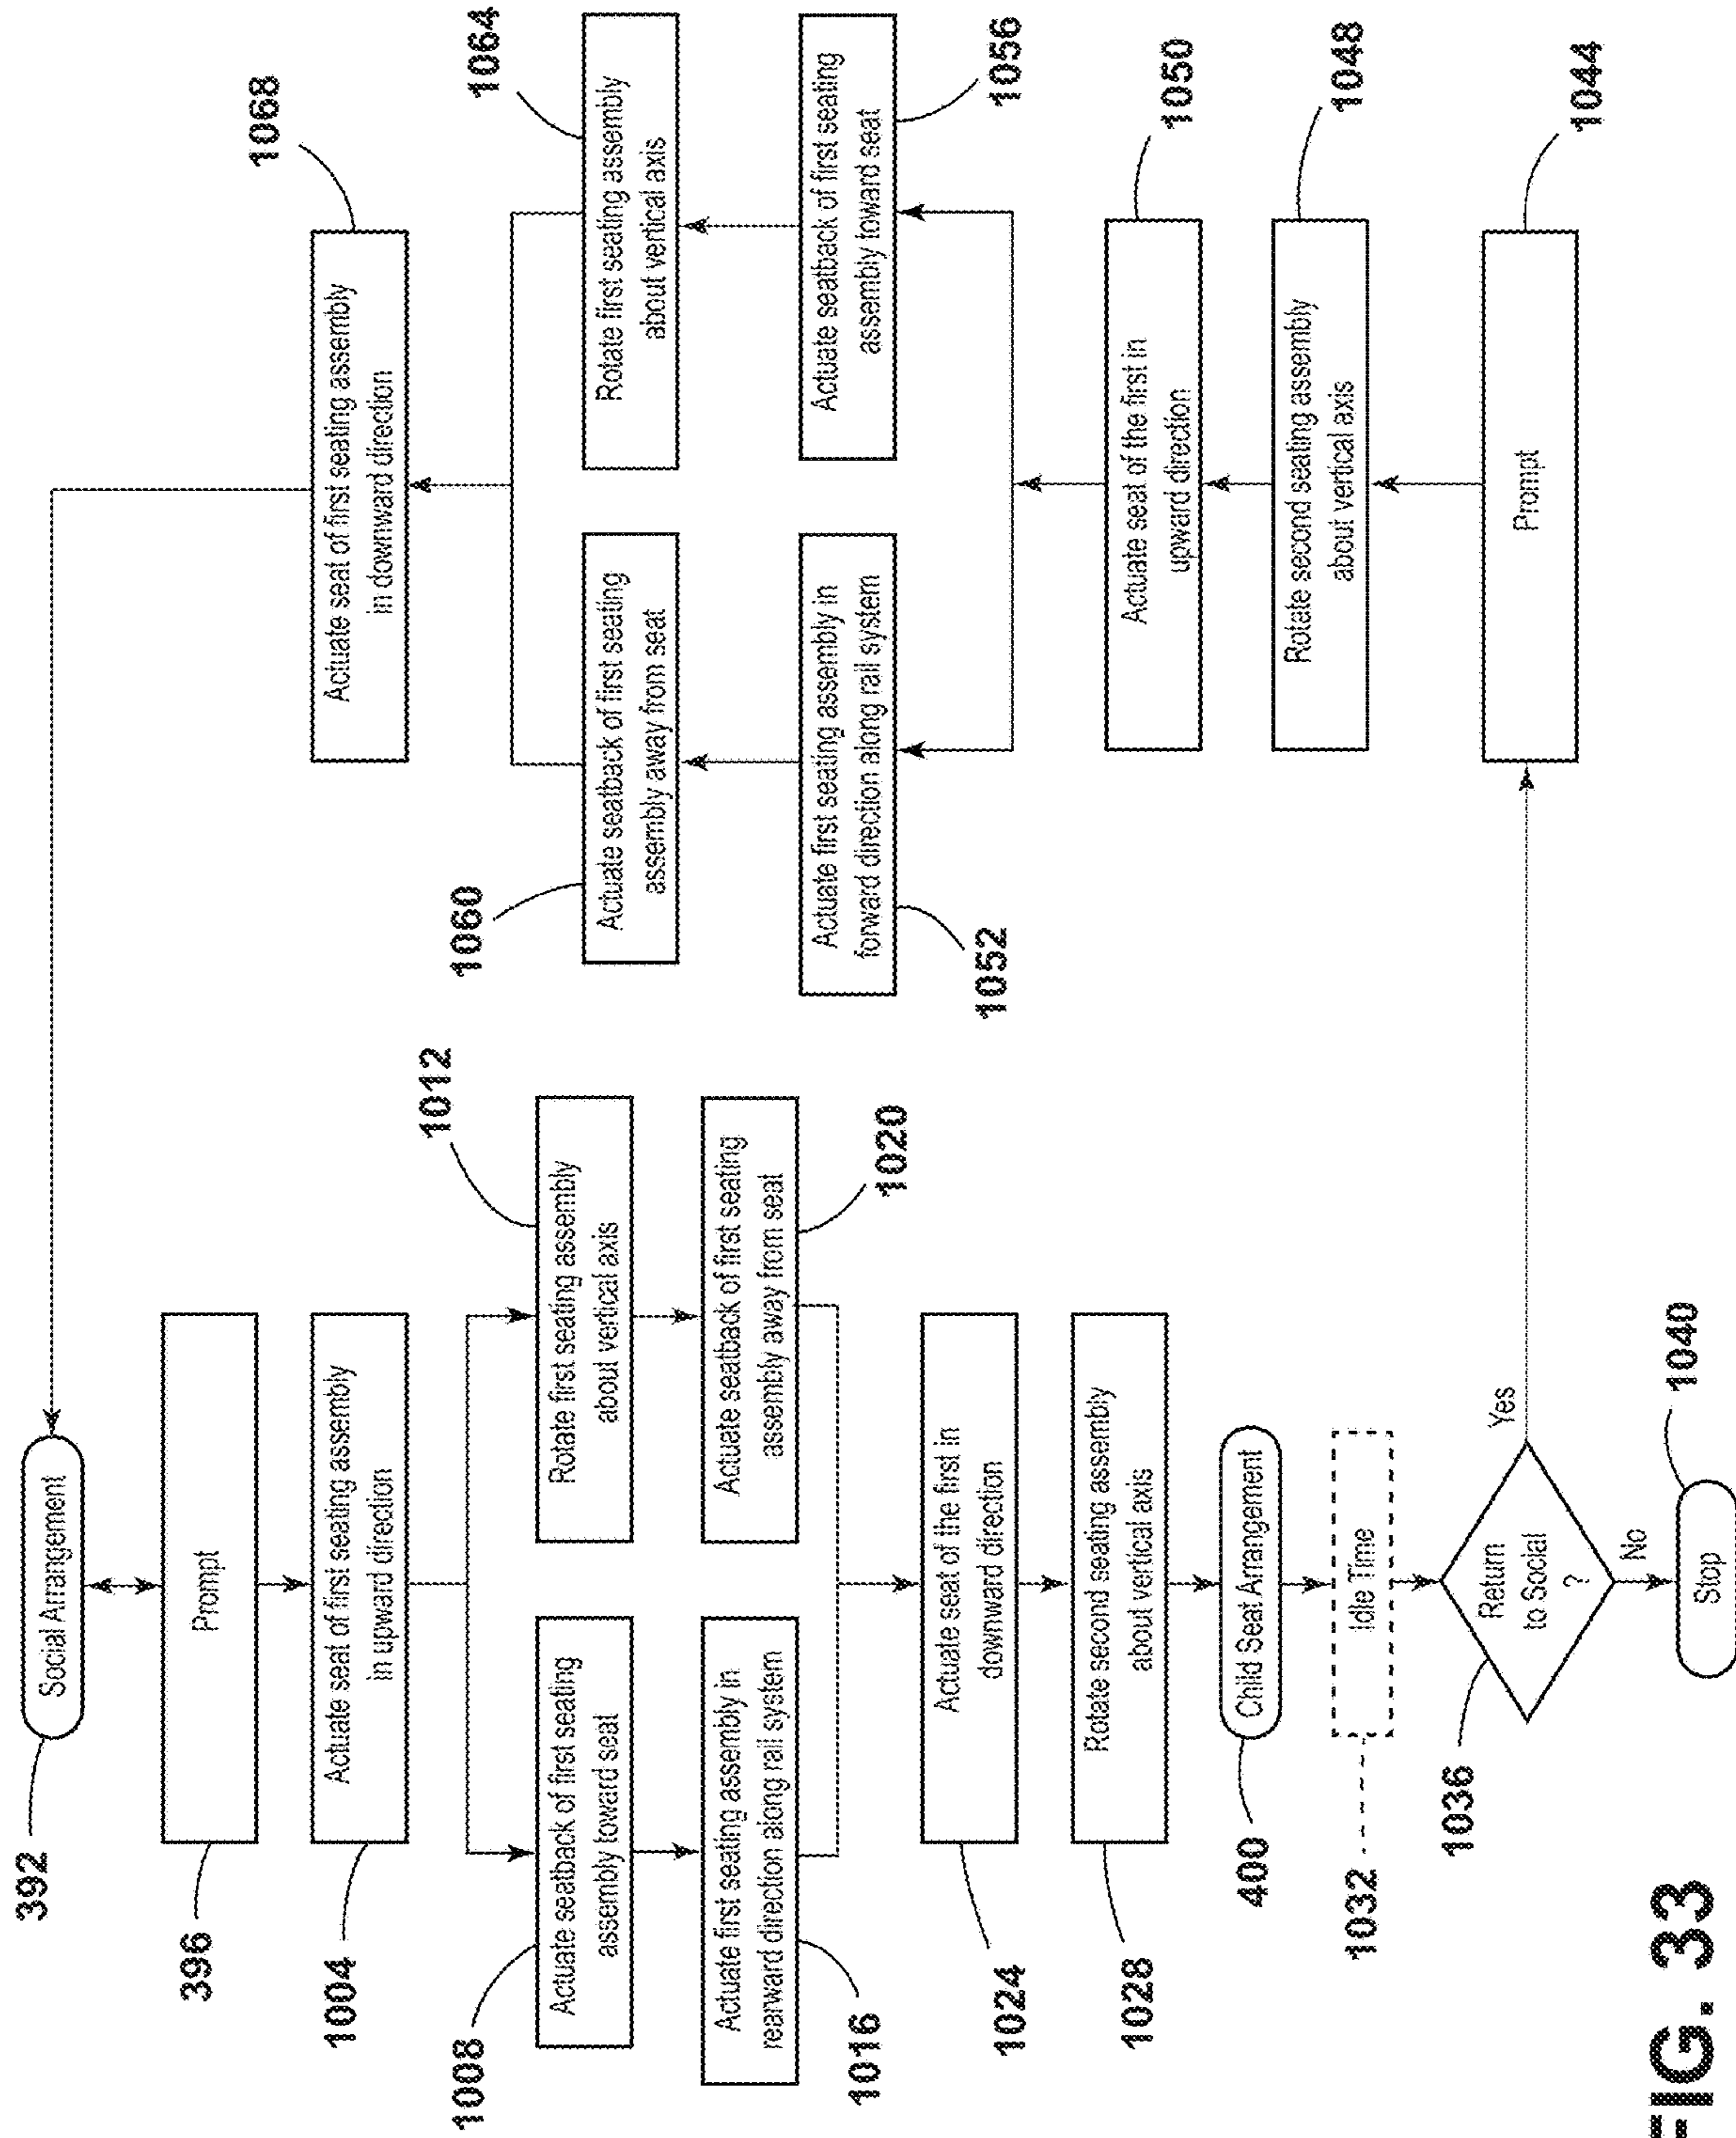 392
Social Arrangement
396
Prompt
1004
Actuate seat of first seating assembly
in upward direction
1008
Actuate seatback of first seating
assembly toward seat
1012
Rotate first seating assembly
about vertical axis
1016
Actuate first seating assembly in
rearward direction along rail system
1020
Actuate seatback of first seating
assembly away from seat
1024
Actuate seat of the first in
downward direction
1028
Rotate second seating assembly
about vertical axis
400
Child Seat Arrangement
1032
Idle Time
1036
Return
to Social
?
Yes
No
1040
Stop
1068
Actuate seat of first seating assembly
in downward direction
1060
Actuate seatback of first seating
assembly away from seat
1064
Rotate first seating assembly
about vertical axis
1052
Actuate first seating assembly in
forward direction along rail system
1056
Actuate seatback of first seating
assembly toward seat
1050
Actuate seat of the first in
upward direction
1048
Rotate second seating assembly
about vertical axis
1044
Prompt
FIG. 33